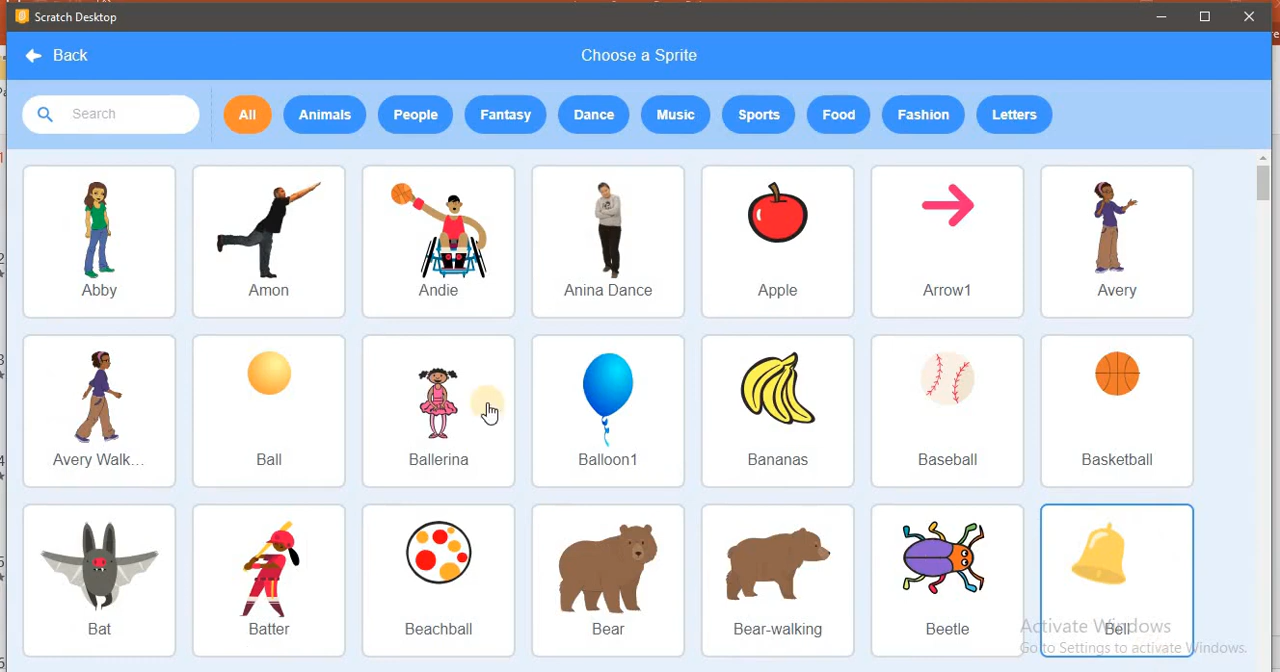 Scratch Desktop
Back
Choose a Sprite
Search
All
Animals
People
Fantasy
Dance
Music
Sports
Food
Fashion
Letters
Abby
Amon
Andie
Anina Dance
Apple
Arrow1
Avery
Avery Walk...
Ball
Ballerina
Balloon1
Bananas
Baseball
Basketball
Bat
Batter
Beachball
Bear
Bear-walking
Beetle
Bell
Activate Windows
Go to Settings to activate Windows.